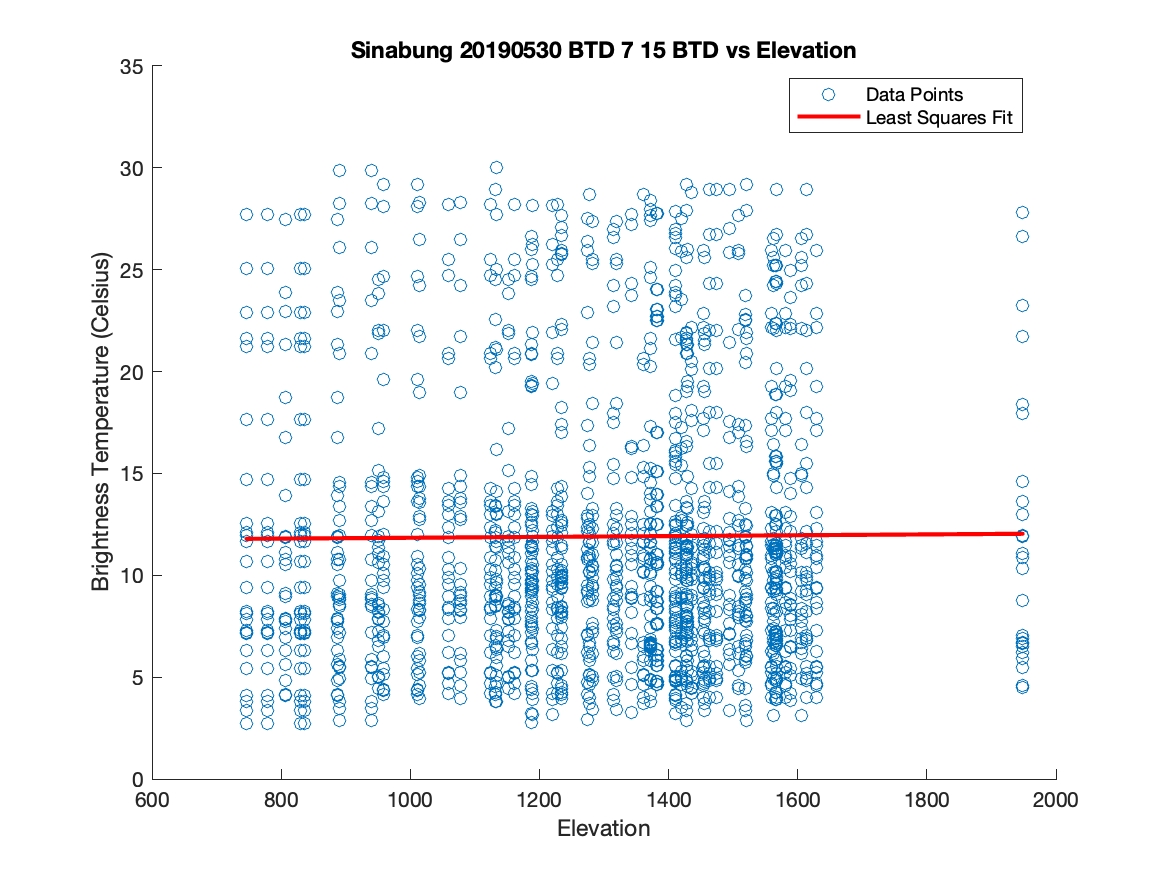 Sinabung 20190530 BTD 7 15 BTD vs Elevation
Data Points
Least Squares Fit
Brightness Temperature (Celsius)
35
30
25
20
15
10
5
0
600 800 1000 1200 1400 1600 1800 2000
Elevation